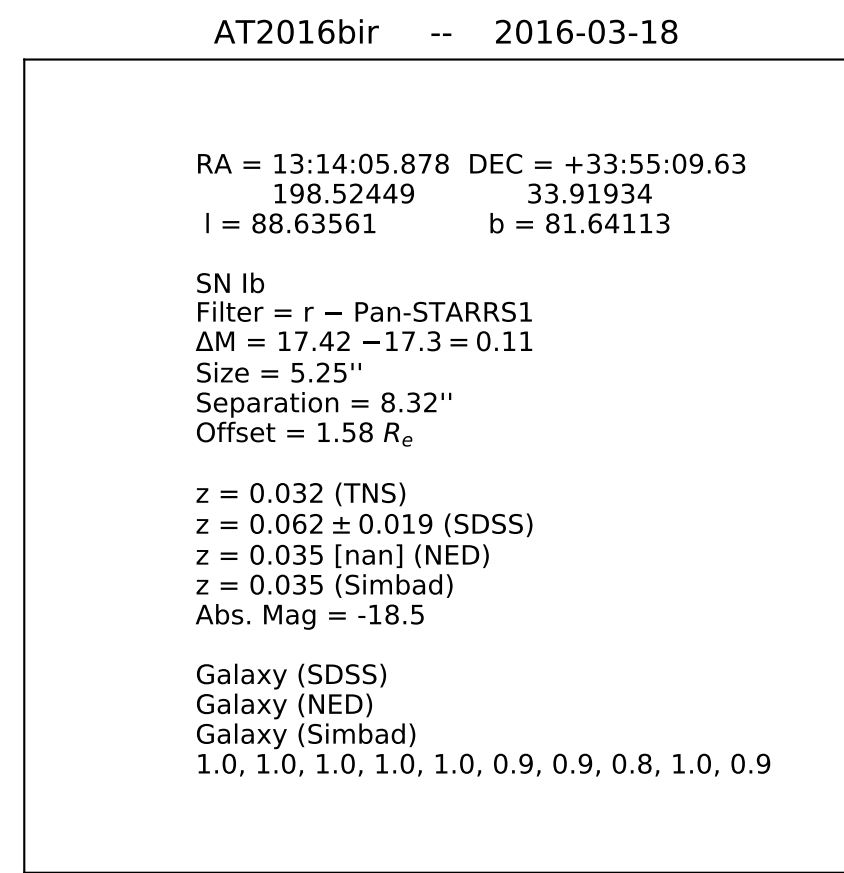 AT2016bir -- 2016-03-18
RA = 13:14:05.878 DEC = +33:55:09.63
198.52449 33.91934
l = 88.63561 b = 81.64113
SN Ib
Filter = r − Pan-STARRS1
ΔM = 17.42 −17.3 = 0.11
Size = 5.25''
Separation = 8.32''
Offset = 1.58 Rₑ
z = 0.032 (TNS)
z = 0.062 ± 0.019 (SDSS)
z = 0.035 [nan] (NED)
z = 0.035 (Simbad)
Abs. Mag = -18.5
Galaxy (SDSS)
Galaxy (NED)
Galaxy (Simbad)
1.0, 1.0, 1.0, 1.0, 1.0, 0.9, 0.9, 0.8, 1.0, 0.9